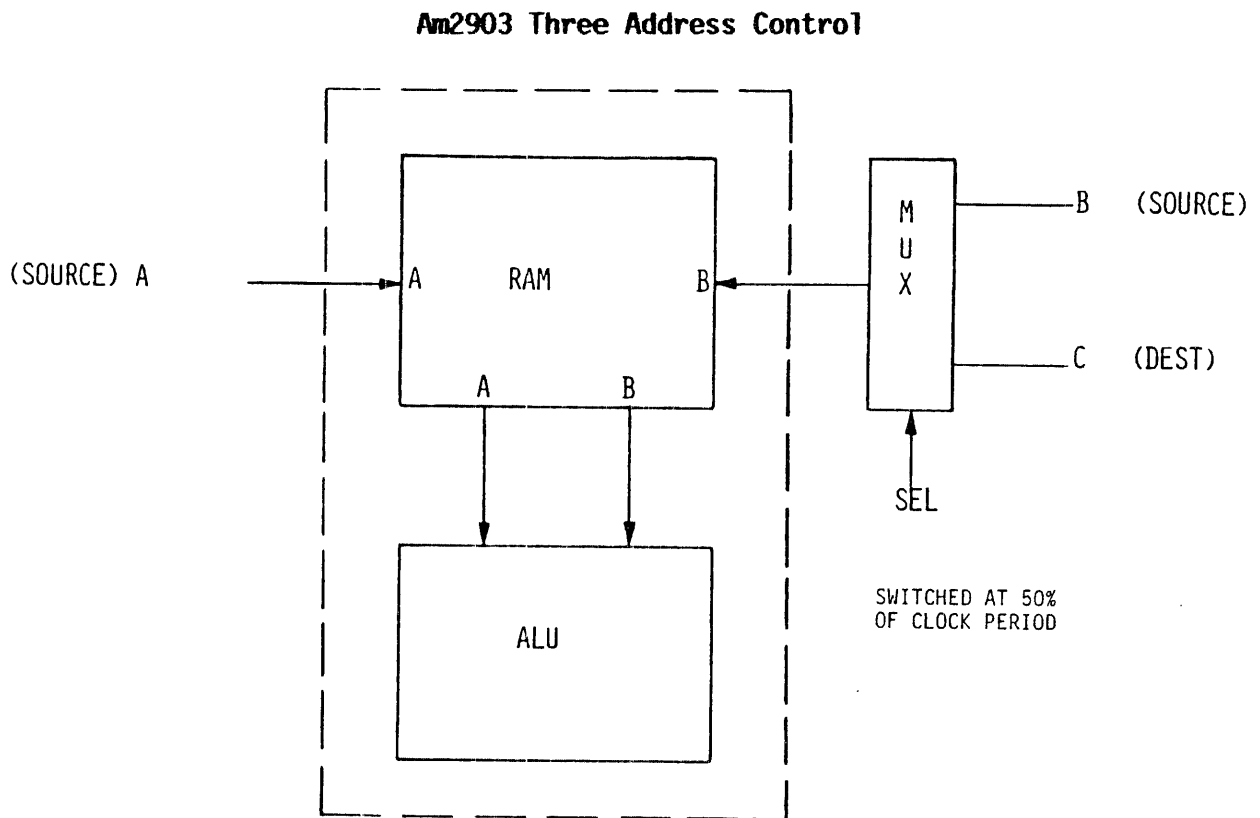 Am2903 Three Address Control
M
U
X
B (SOURCE)
(SOURCE) A
A RAM B
A B
C (DEST)
SEL
ALU
SWITCHED AT 50%
OF CLOCK PERIOD